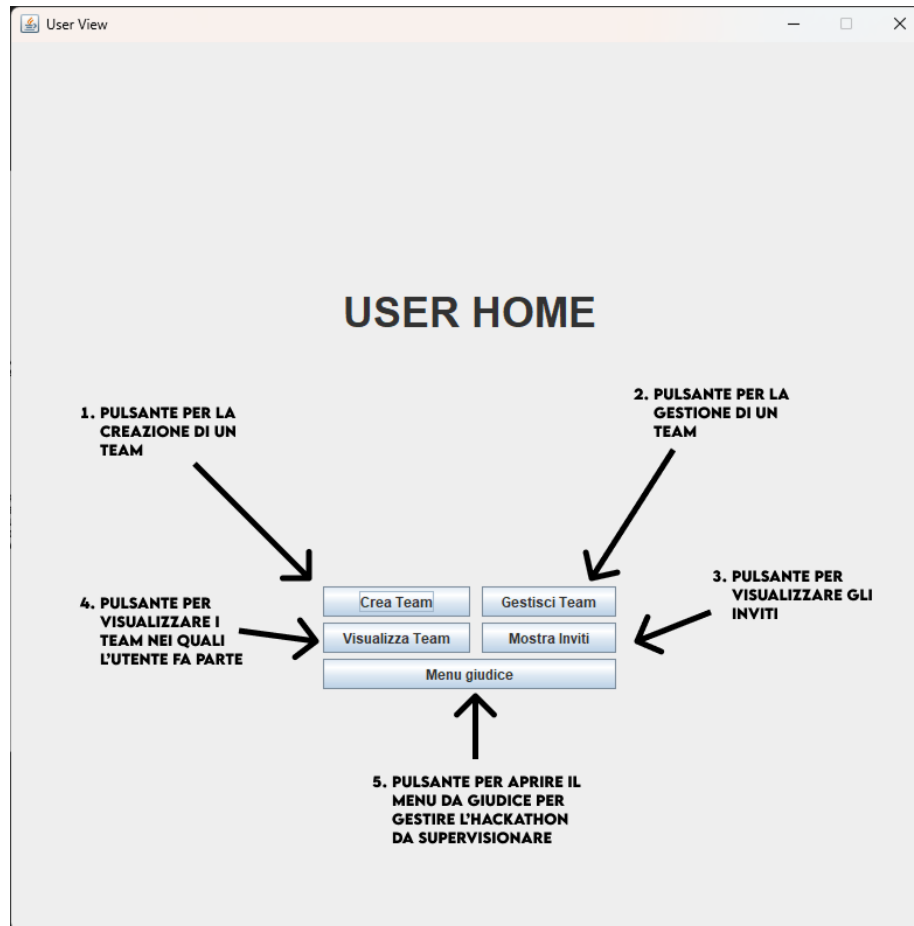 User View
USER HOME
1. PULSANTE PER LA
CREAZIONE DI UN
TEAM
2. PULSANTE PER LA
GESTIONE DI UN
TEAM
3. PULSANTE PER
VISUALIZZARE GLI
INVITI
4. PULSANTE PER
VISUALIZZARE I
TEAM NEI QUALI
L'UTENTE FA PARTE
Crea Team
Gestisci Team
Visualizza Team
Mostra Inviti
Menu giudice
5. PULSANTE PER APRIRE IL
MENU DA GIUDICE PER
GESTIRE L'HACKATHON
DA SUPERVISIONARE